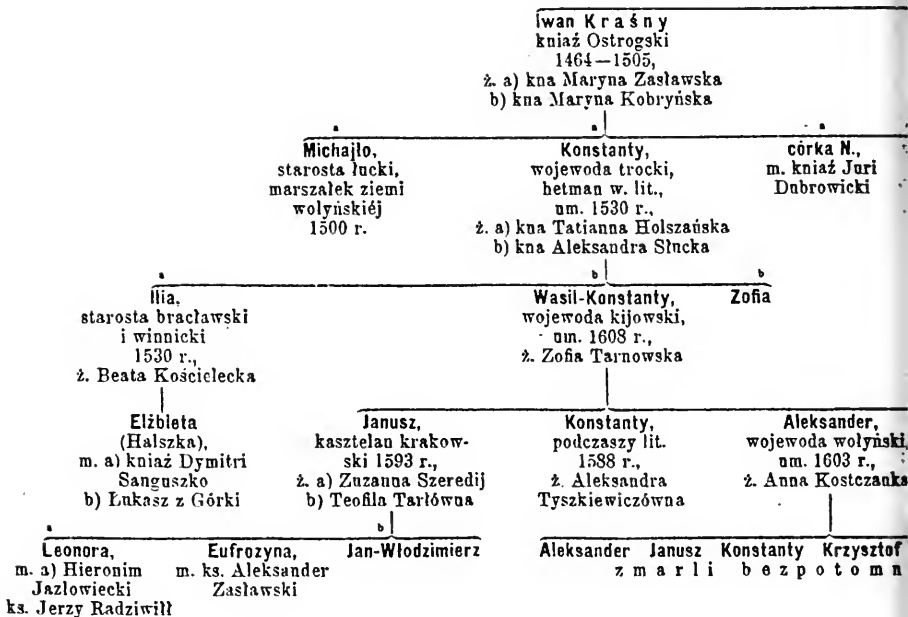 Iwan Kraśny
kniaź Ostrogski
1464—1505,
ż. a) kna Maryna Zasławska
b) kna Maryna Kobryńska
a
a
a
Michajło,
starosta łucki,
marszałek ziemi
wołyńskiéj
1500 r.
Konstanty,
wojewoda trocki,
hetman w. lit.,
um. 1530 r.,
ż. a) kna Tatianna Holszańska
b) kna Aleksandra Słucka
córka N.,
m. kniaź Juri
Dubrowicki
a
b
b
Ilia,
starosta bracławski
i winnicki
1530 r.,
ż. Beata Kościelecka
Wasil-Konstanty,
wojewoda kijowski,
um. 1608 r.,
ż. Zofia Tarnowska
Zofia
Elżbieta
(Halszka),
m. a) kniaź Dymitri
Sanguszko
b) Łukasz z Górki
Janusz,
kasztelan krakow-
ski 1593 r.,
ż. a) Zuzanna Szeredij
b) Teofila Tarłówna
Konstanty,
podczaszy lit.
1588 r.,
ż. Aleksandra
Tyszkiewiczówna
Aleksander,
wojewoda wołyński,
um. 1603 r.,
ż. Anna Kostczanka
a
b
Leonora,
m. a) Hieronim
Jazłowiecki
ks. Jerzy Radziwiłł
Eufrozyna,
m. ks. Aleksander
Zasławski
Jan-Włodzimierz
Aleksander Janusz Konstanty Krzysztof
zmarli bezpotomn